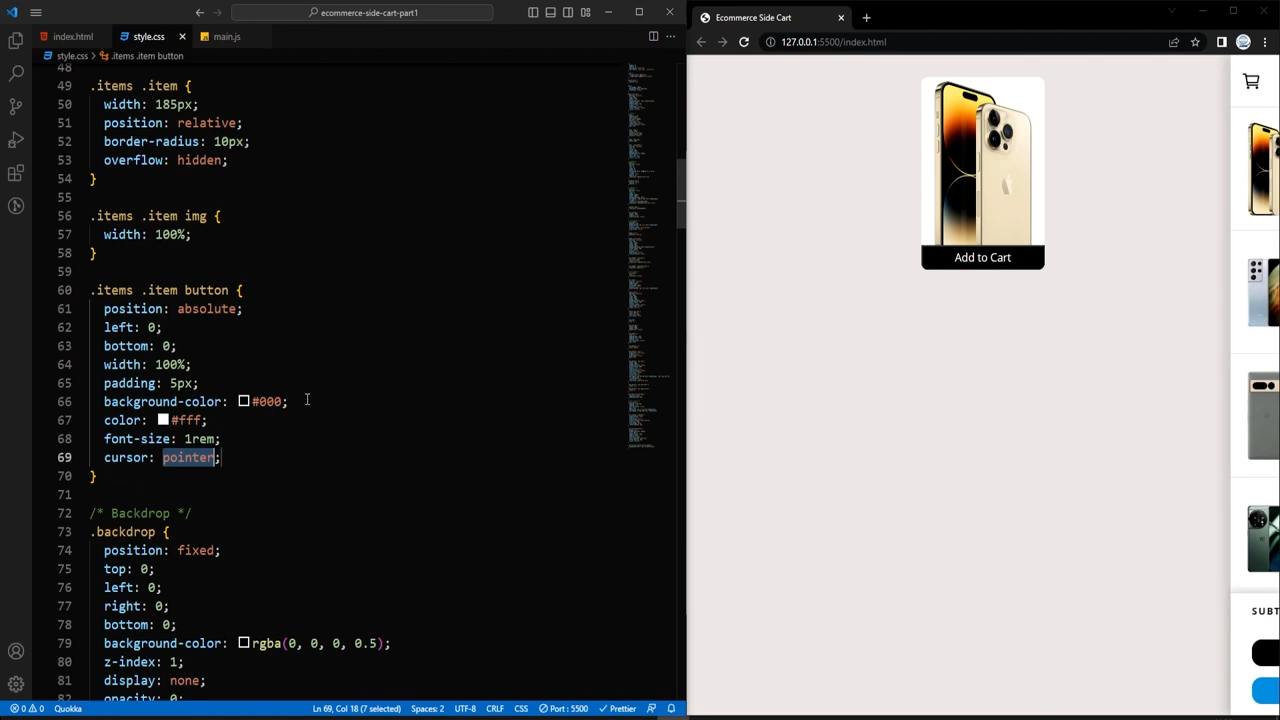 ecommerce-side-cart-part1
index.html
style.css
main.js
style.css > .items .item button
48
49 .items .item {
50 width: 185px;
51 position: relative;
52 border-radius: 10px;
53 overflow: hidden;
54 }
55
56 .items .item img {
57 width: 100%;
58 }
59
60 .items .item button {
61 position: absolute;
62 left: 0;
63 bottom: 0;
64 width: 100%;
65 padding: 5px;
66 background-color: #000;
67 color: #fff;
68 font-size: 1rem;
69 cursor: pointer;
70 }
71
72 /* Backdrop */
73 .backdrop {
74 position: fixed;
75 top: 0;
76 left: 0;
77 right: 0;
78 bottom: 0;
79 background-color: rgba(0, 0, 0, 0.5);
80 z-index: 1;
81 display: none;
82 opacity: 0;
0 0 Quokka Ln 69, Col 18 (7 selected) Spaces: 2 UTF-8 CRLF CSS Port : 5500 Prettier
Ecommerce Side Cart
127.0.0.1:5500/index.html
Add to Cart
SUBT